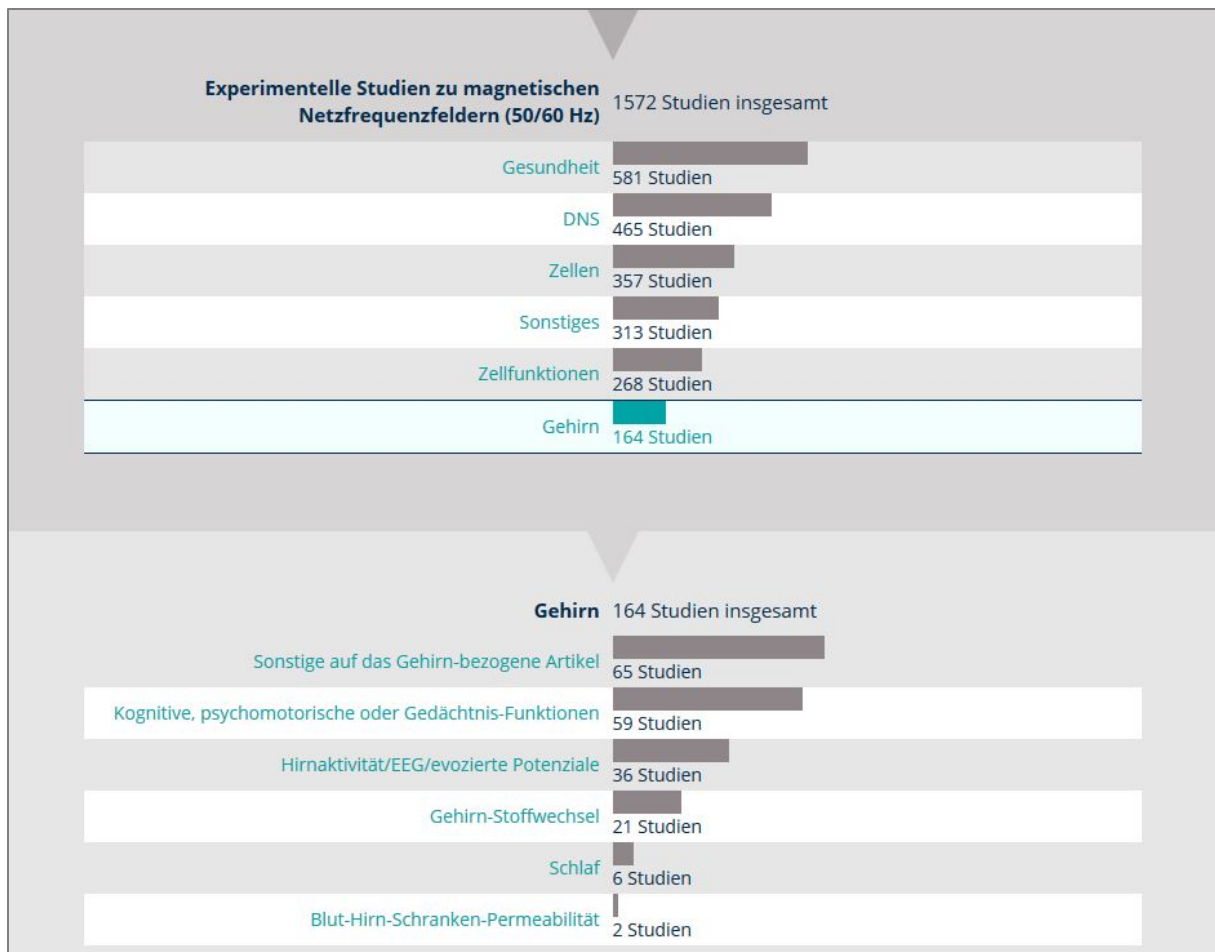 Experimentelle Studien zu magnetischen
Netzfrequenzfeldern (50/60 Hz)
1572 Studien insgesamt
Gesundheit
581 Studien
DNS
465 Studien
Zellen
357 Studien
Sonstiges
313 Studien
Zellfunktionen
268 Studien
Gehirn
164 Studien
Gehirn 164 Studien insgesamt
Sonstige auf das Gehirn-bezogene Artikel
65 Studien
Kognitive, psychomotorische oder Gedächtnis-Funktionen
59 Studien
Hirnaktivität/EEG/evozierte Potenziale
36 Studien
Gehirn-Stoffwechsel
21 Studien
Schlaf
6 Studien
Blut-Hirn-Schranken-Permeabilität
2 Studien